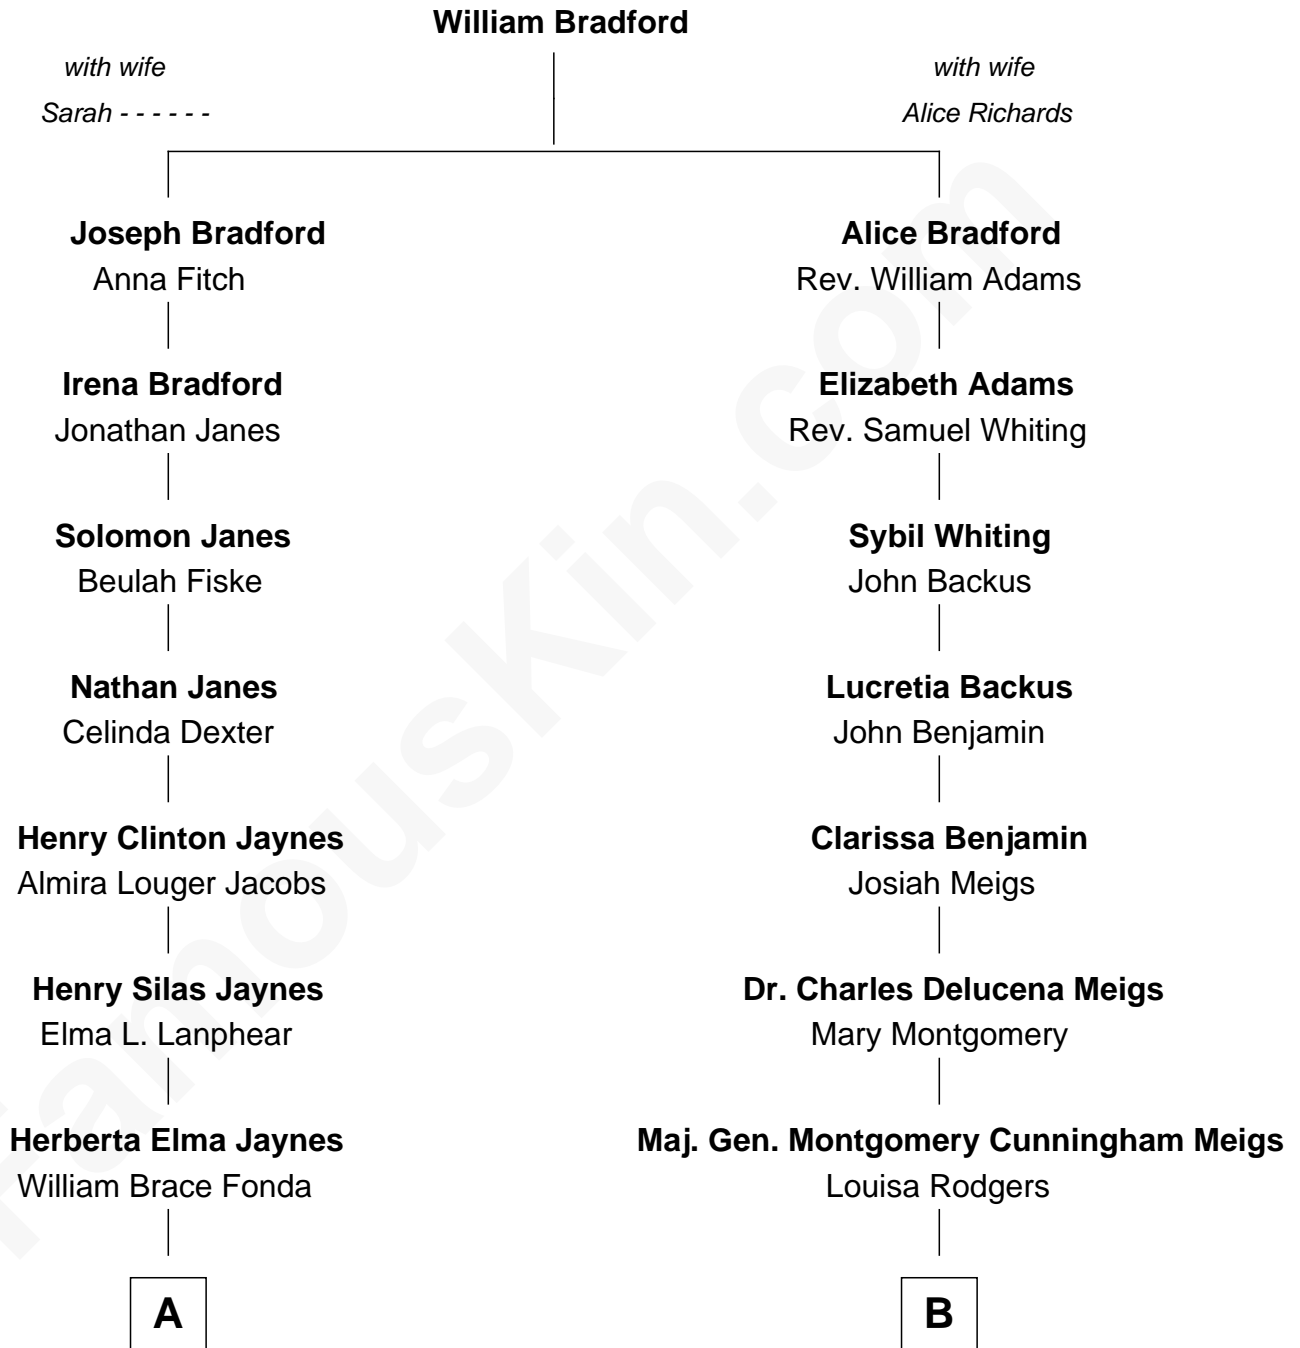 William Bradford
with wife
with wife
Sarah - - - - - -
Alice Richards
Joseph Bradford
Alice Bradford
Anna Fitch
Rev. William Adams
Irena Bradford
Elizabeth Adams
Jonathan Janes
Rev. Samuel Whiting
Solomon Janes
Sybil Whiting
Beulah Fiske
John Backus
Nathan Janes
Lucretia Backus
Celinda Dexter
John Benjamin
Henry Clinton Jaynes
Clarissa Benjamin
Almira Louger Jacobs
Josiah Meigs
Henry Silas Jaynes
Dr. Charles Delucena Meigs
Elma L. Lanphear
Mary Montgomery
Herberta Elma Jaynes
Maj. Gen. Montgomery Cunningham Meigs
William Brace Fonda
Louisa Rodgers
A
B
FamousKin.com